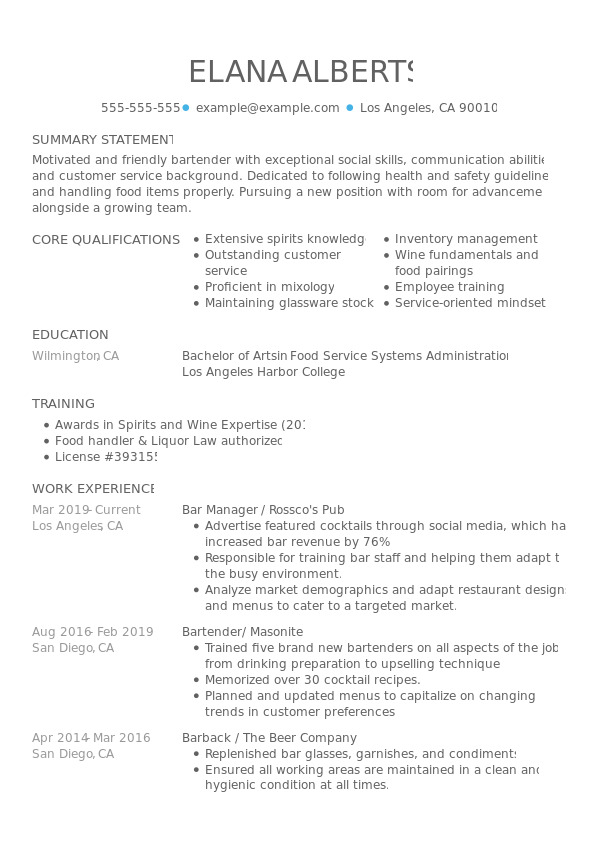 ELANA ALBERTS
555-555-555 ● example@example.com ● Los Angeles, CA 90010
SUMMARY STATEMENT
Motivated and friendly bartender with exceptional social skills, communication abilitie
and customer service background. Dedicated to following health and safety guideline
and handling food items properly. Pursuing a new position with room for advanceme
alongside a growing team.
CORE QUALIFICATIONS
• Extensive spirits knowledg
• Outstanding customer
service
• Proficient in mixology
• Maintaining glassware stock
• Inventory management
• Wine fundamentals and
food pairings
• Employee training
• Service-oriented mindset
EDUCATION
Wilmington, CA
Bachelor of Arts in Food Service Systems Administration
Los Angeles Harbor College
TRAINING
• Awards in Spirits and Wine Expertise
• Food handler & Liquor Law authorized
• License
WORK EXPERIENCE
Mar 2019 - Current
Los Angeles, CA
Bar Manager / Rossco's Pub
• Advertise featured cocktails through social media, which ha
increased bar revenue by 76%
• Responsible for training bar staff and helping them adapt t
the busy environment.
• Analyze market demographics and adapt restaurant designs
and menus to cater to a targeted market.
Aug 2016 - Feb 2019
San Diego, CA
Bartender/ Masonite
• Trained five brand new bartenders on all aspects of the job
from drinking preparation to upselling technique
• Memorized over 30 cocktail recipes.
• Planned and updated menus to capitalize on changing
trends in customer preferences
Apr 2014 - Mar 2016
San Diego, CA
Barback / The Beer Company
• Replenished bar glasses, garnishes, and condiments
• Ensured all working areas are maintained in a clean and
hygienic condition at all times.